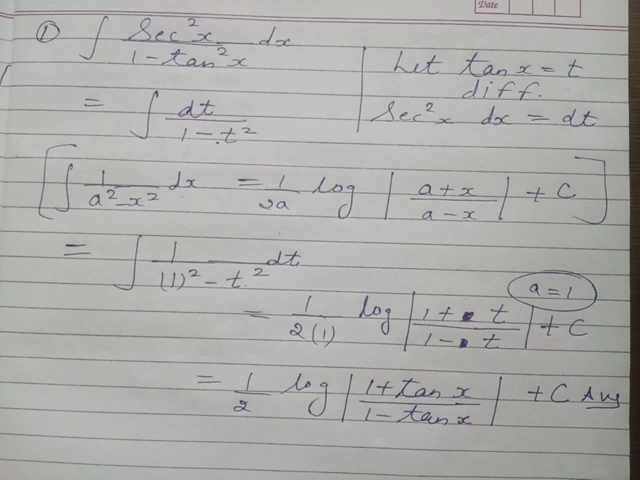 Date
① ∫ Sec²x / 1-tan²x dx
Let tan x = t
diff.
Sec²x dx = dt
= ∫ dt / 1-t²
[ ∫ 1 / a²-x² dx = 1/2a log | a+x / a-x | + C ]
= ∫ 1 / (1)² - t² dt
a=1
= 1 / 2(1) log | 1+t / 1-t | + C
= 1/2 log | 1+tan x / 1-tan x | + C Ans